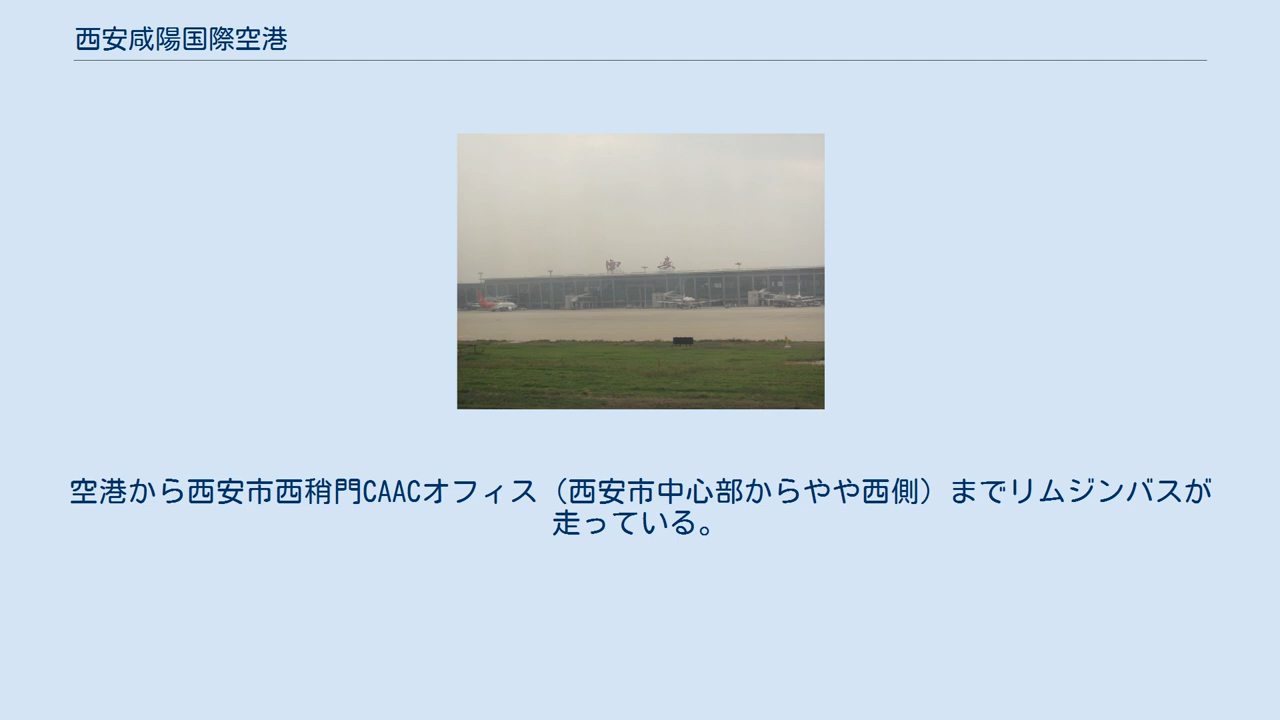 西安咸陽国際空港
西安
空港から西安市西稍門CAACオフィス（西安市中心部からやや西側）までリムジンバスが
走っている。